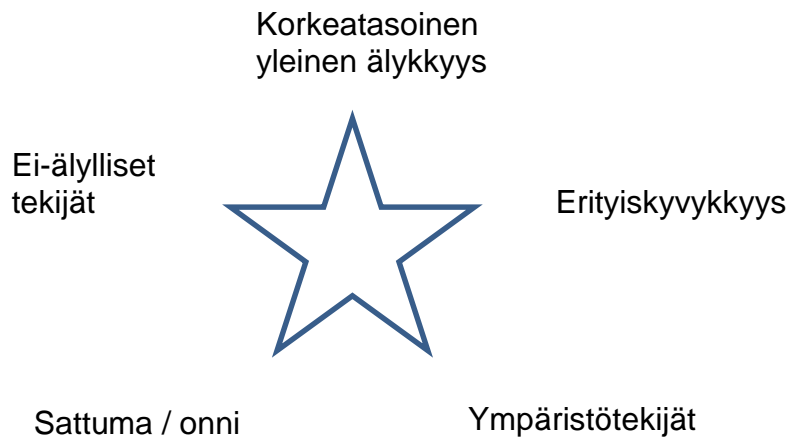 Korkeatasoinen
yleinen älykkyys
Ei-älylliset
tekijät
Erityiskyvykkyys
Sattuma / onni
Ympäristötekijät